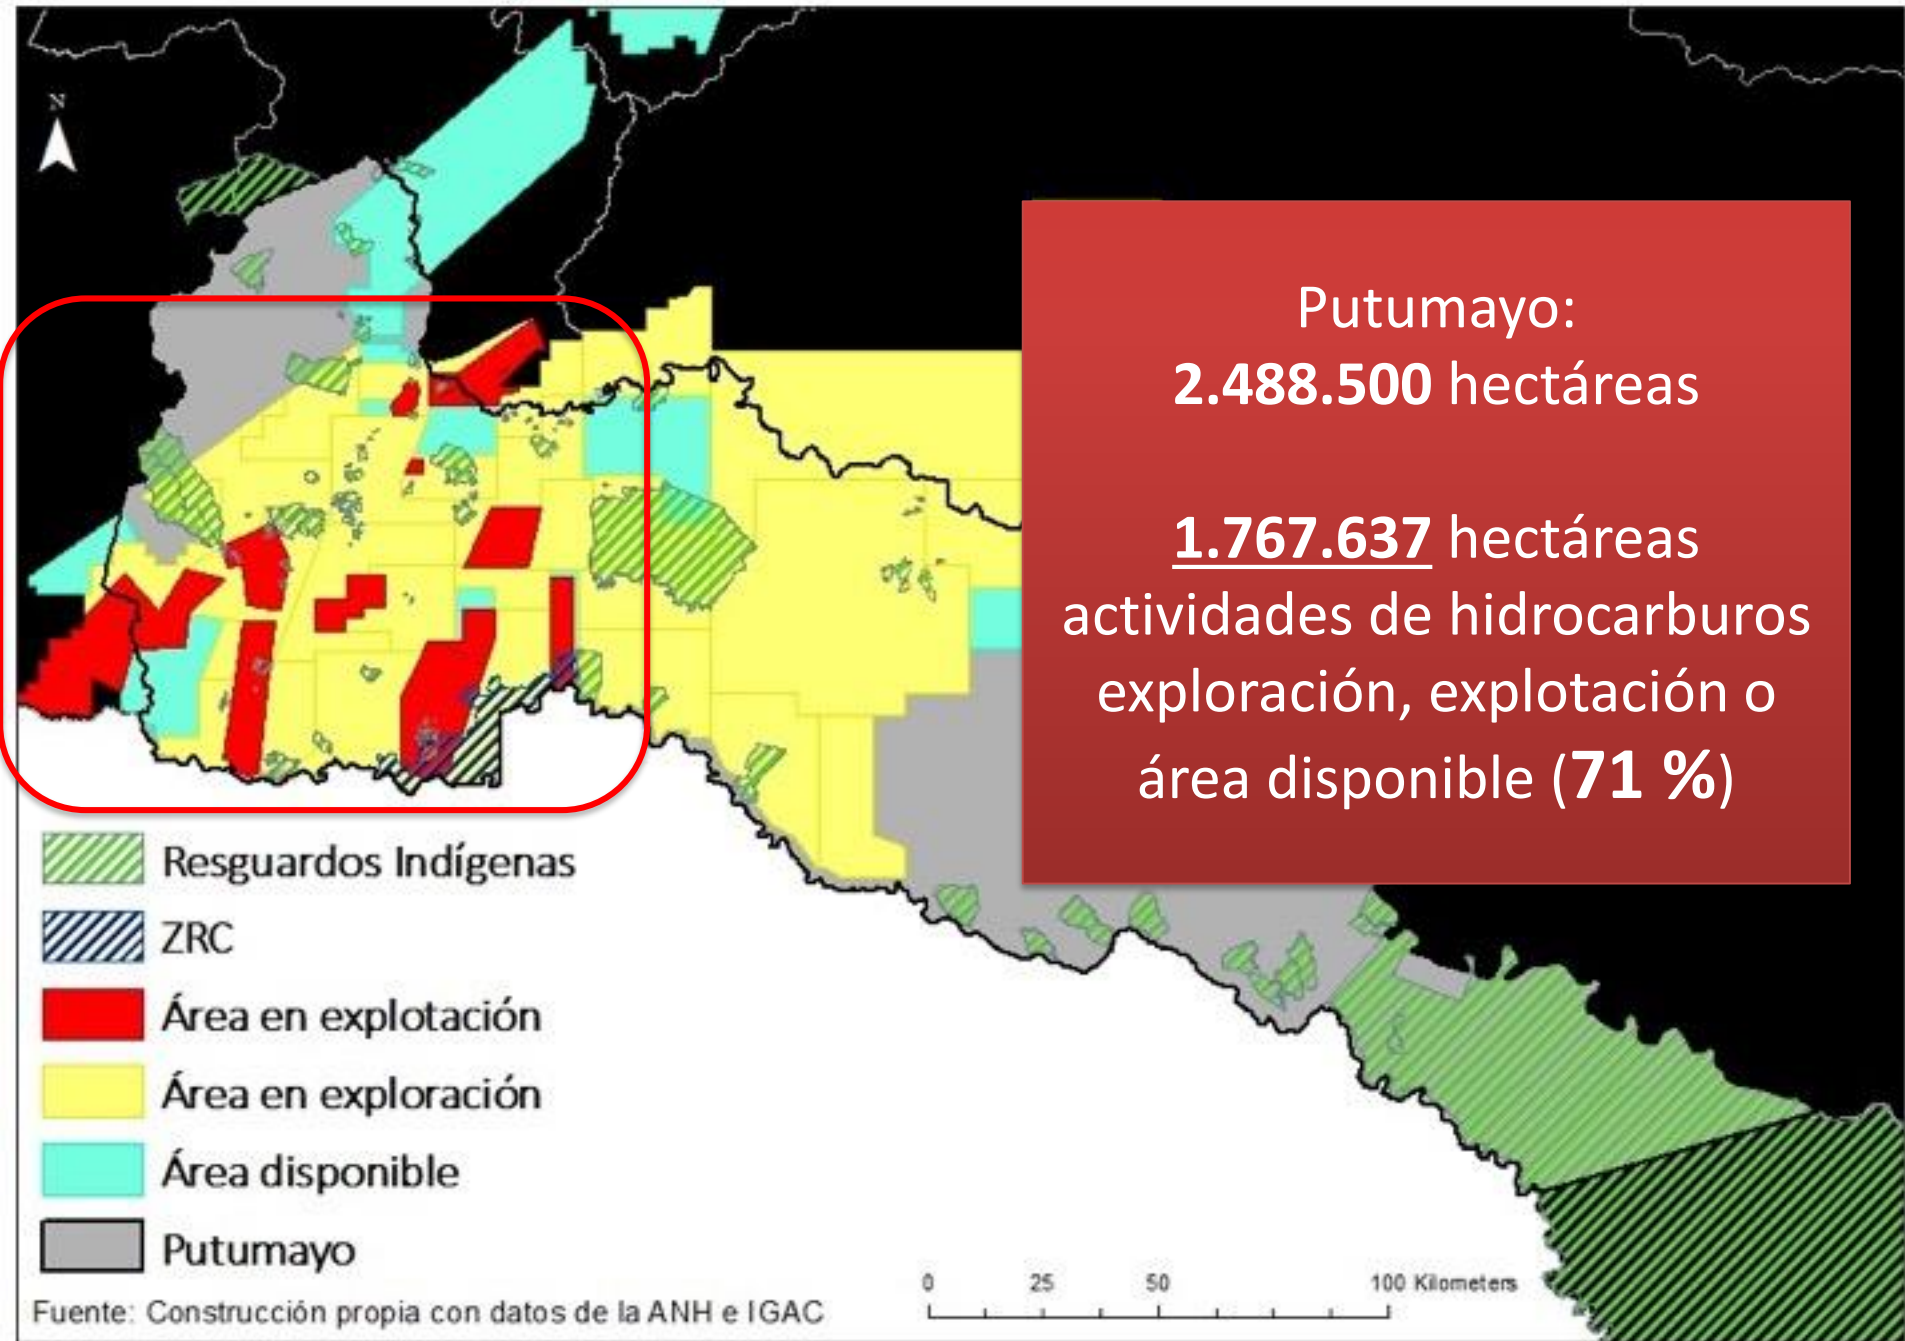 N
Putumayo:
2.488.500 hectáreas
1.767.637 hectáreas
actividades de hidrocarburos
exploración, explotación o
área disponible (71 %)
Resguardos Indígenas
ZRC
Área en explotación
Área en exploración
Área disponible
Putumayo
Fuente: Construcción propia con datos de la ANH e IGAC
0 25 50 100 Kilometers